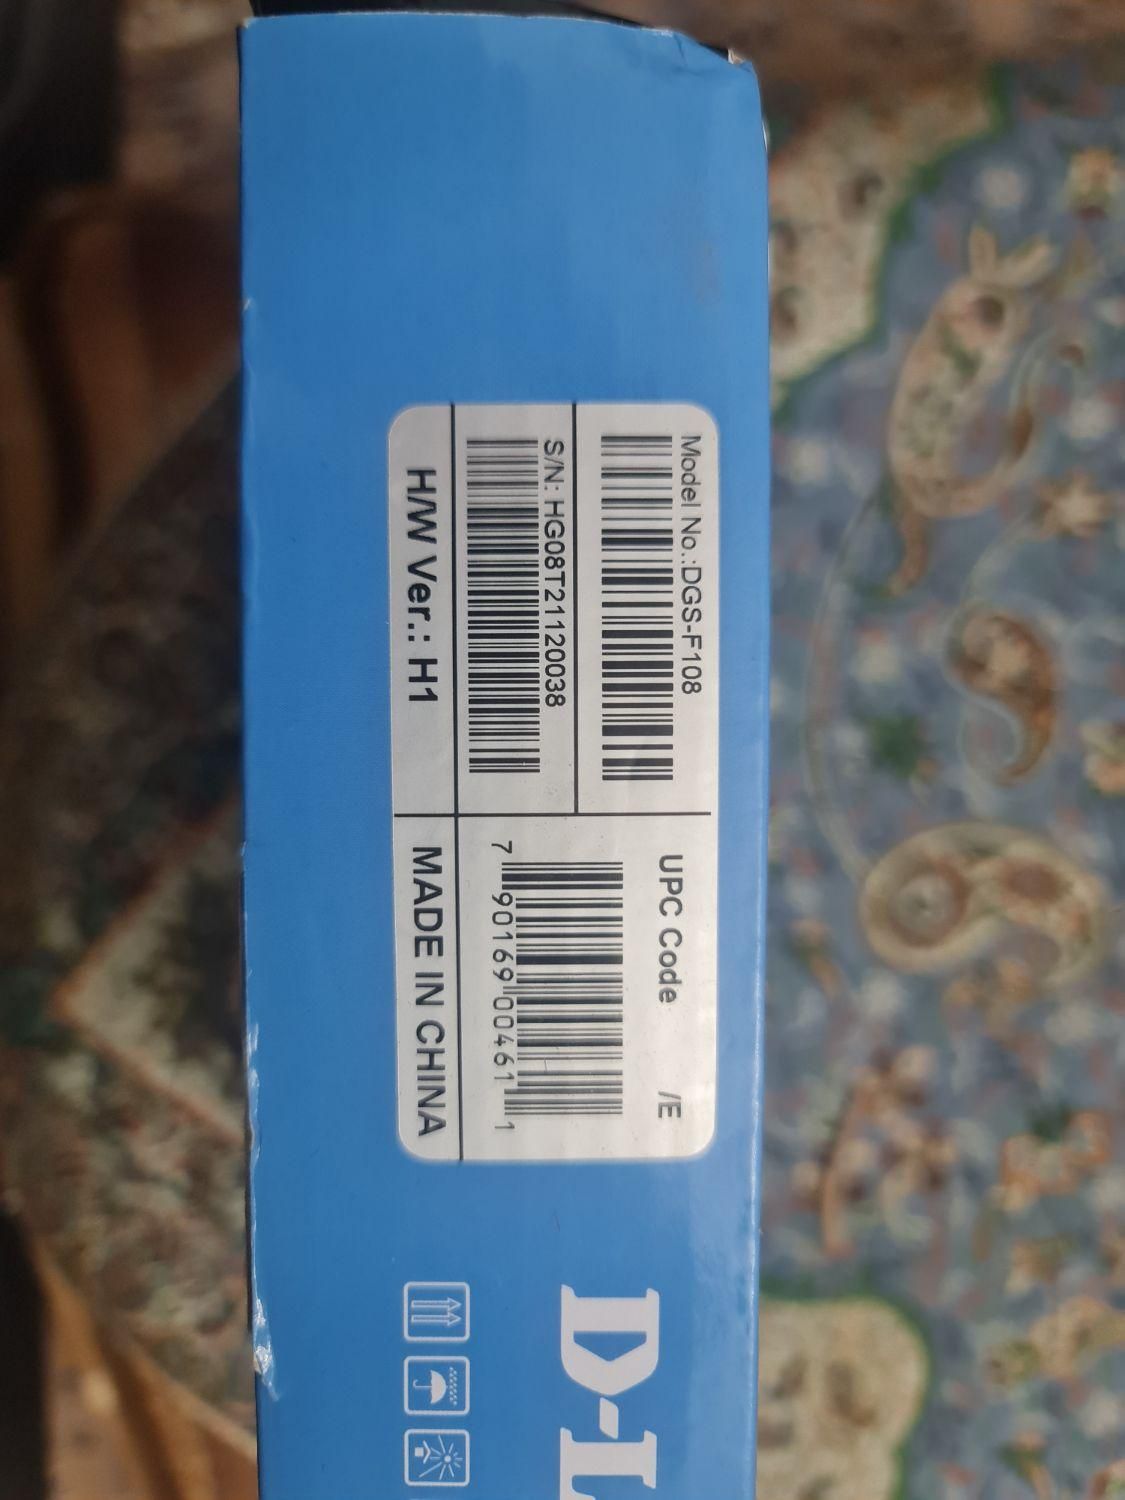 Model No.:DGS-F108
S/N: HG08T21120038
H/W Ver.: H1
UPC Code /E
7 90169 00461 1
MADE IN CHINA
D-L